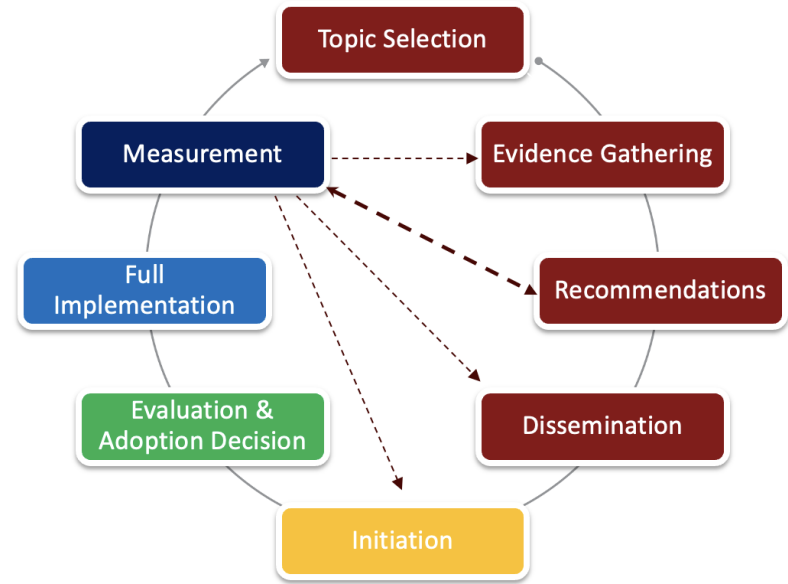 Topic Selection
Measurement
Evidence Gathering
Full
Implementation
Recommendations
Evaluation &
Adoption Decision
Dissemination
Initiation